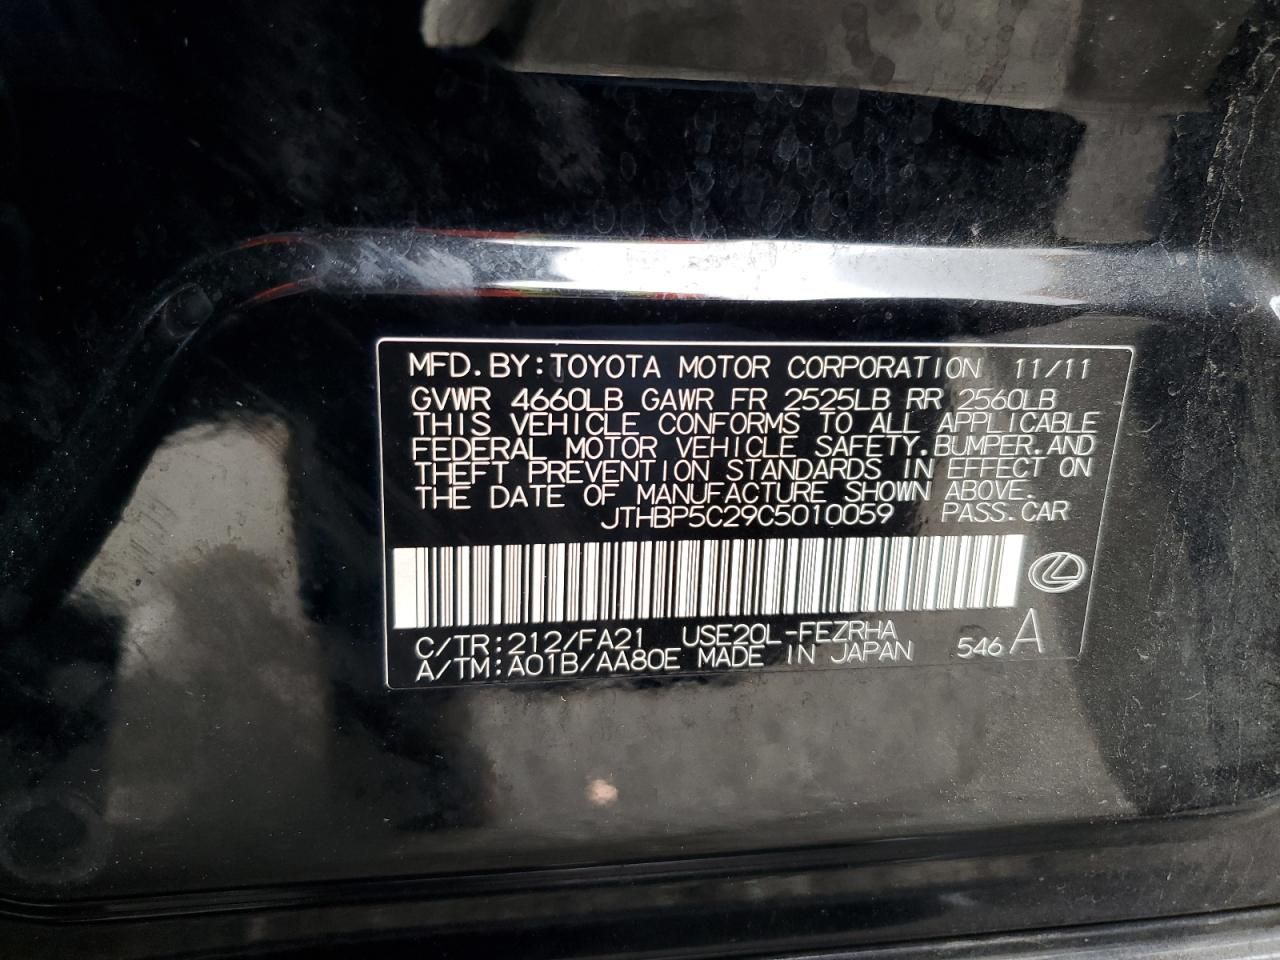 MFD.BY:TOYOTA MOTOR CORPORATION 11/11
GVWR 4660LB GAWR FR 2525LB RR 2560LB
THIS VEHICLE CONFORMS TO ALL APPLICABLE
FEDERAL MOTOR VEHICLE SAFETY,BUMPER,AND
THEFT PREVENTION STANDARDS IN EFFECT ON
THE DATE OF MANUFACTURE SHOWN ABOVE.
JTHBP5C29C5010059 PASS.CAR
C/TR:212/FA21 USE20L-FEZRHA
A/TM:A01B/AA80E MADE IN JAPAN 546 A